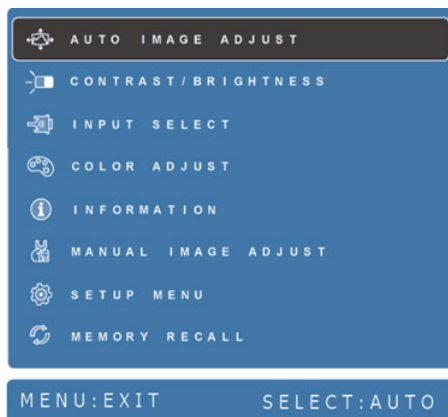 AUTO IMAGE ADJUST
CONTRAST/BRIGHTNESS
INPUT SELECT
COLOR ADJUST
INFORMATION
MANUAL IMAGE ADJUST
SETUP MENU
MEMORY RECALL
MENU:EXIT SELECT:AUTO